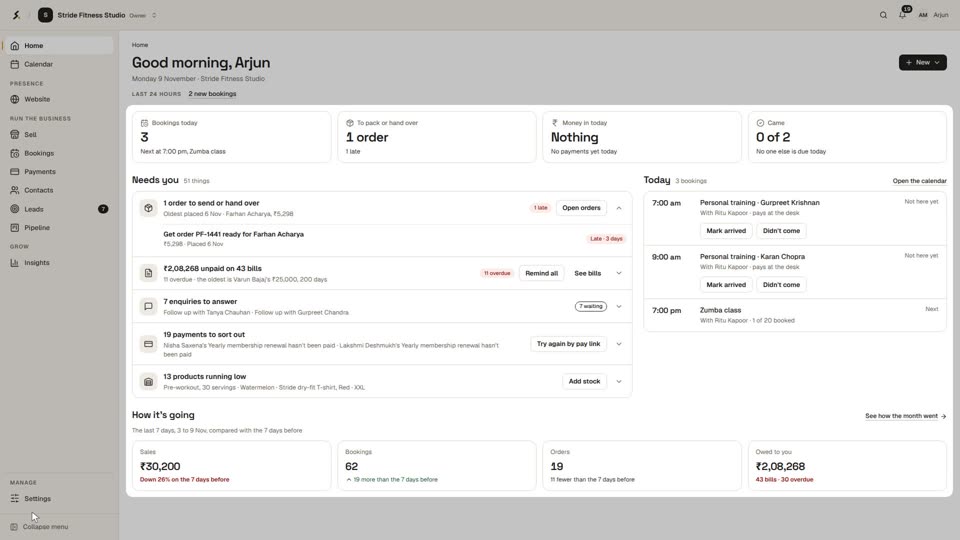 S Stride Fitness Studio Owner
19
AM Arjun
Home
Calendar
PRESENCE
Website
RUN THE BUSINESS
Sell
Bookings
Payments
Contacts
Leads 7
Pipeline
GROW
Insights
MANAGE
Settings
Collapse menu
Home
Good morning, Arjun
Monday 9 November · Stride Fitness Studio
LAST 24 HOURS 2 new bookings
+ New
Bookings today
3
Next at 7:00 pm, Zumba class
To pack or hand over
1 order
1 late
₹ Money in today
Nothing
No payments yet today
Came
0 of 2
No one else is due today
Needs you 51 things
1 order to send or hand over
Oldest placed 6 Nov · Farhan Acharya, ₹5,298
1 late Open orders
Get order PF-1441 ready for Farhan Acharya
₹5,298 · Placed 6 Nov
Late · 3 days
₹2,08,268 unpaid on 43 bills
11 overdue · the oldest is Varun Bajaj's ₹25,000, 200 days
11 overdue Remind all See bills
7 enquiries to answer
Follow up with Tanya Chauhan · Follow up with Gurpreet Chandra
7 waiting
19 payments to sort out
Nisha Saxena's Yearly membership renewal hasn't been paid · Lakshmi Deshmukh's Yearly membership renewal hasn't
been paid
Try again by pay link
13 products running low
Pre-workout, 30 servings · Watermelon · Stride dry-fit T-shirt, Red · XXL
Add stock
Today 3 bookings
Open the calendar
7:00 am Personal training · Gurpreet Krishnan Not here yet
With Ritu Kapoor · pays at the desk
Mark arrived Didn't come
9:00 am Personal training · Karan Chopra Not here yet
With Ritu Kapoor · pays at the desk
Mark arrived Didn't come
7:00 pm Zumba class Next
With Ritu Kapoor · 1 of 20 booked
How it's going
See how the month went →
The last 7 days, 3 to 9 Nov, compared with the 7 days before
Sales
₹30,200
Down 26% on the 7 days before
Bookings
62
19 more than the 7 days before
Orders
19
11 fewer than the 7 days before
Owed to you
₹2,08,268
43 bills · 30 overdue